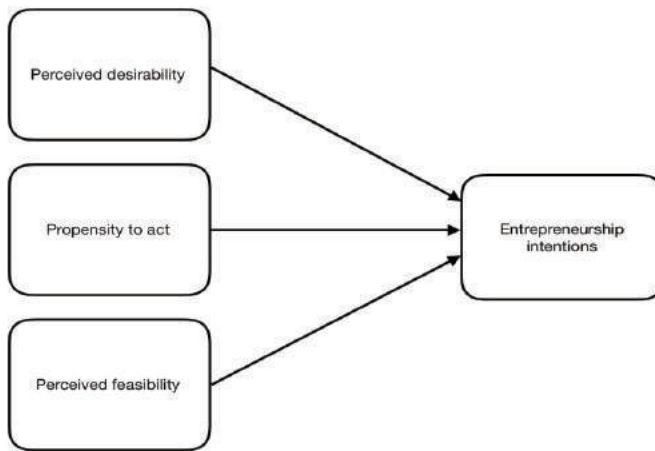 Perceived desirability
Propensity to act
Entrepreneurship
intentions
Perceived feasibility